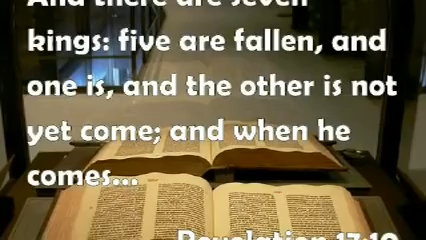 And there are seven
kings: five are fallen, and
one is, and the other is not
yet come; and when he
comes...
Revelation 17:10